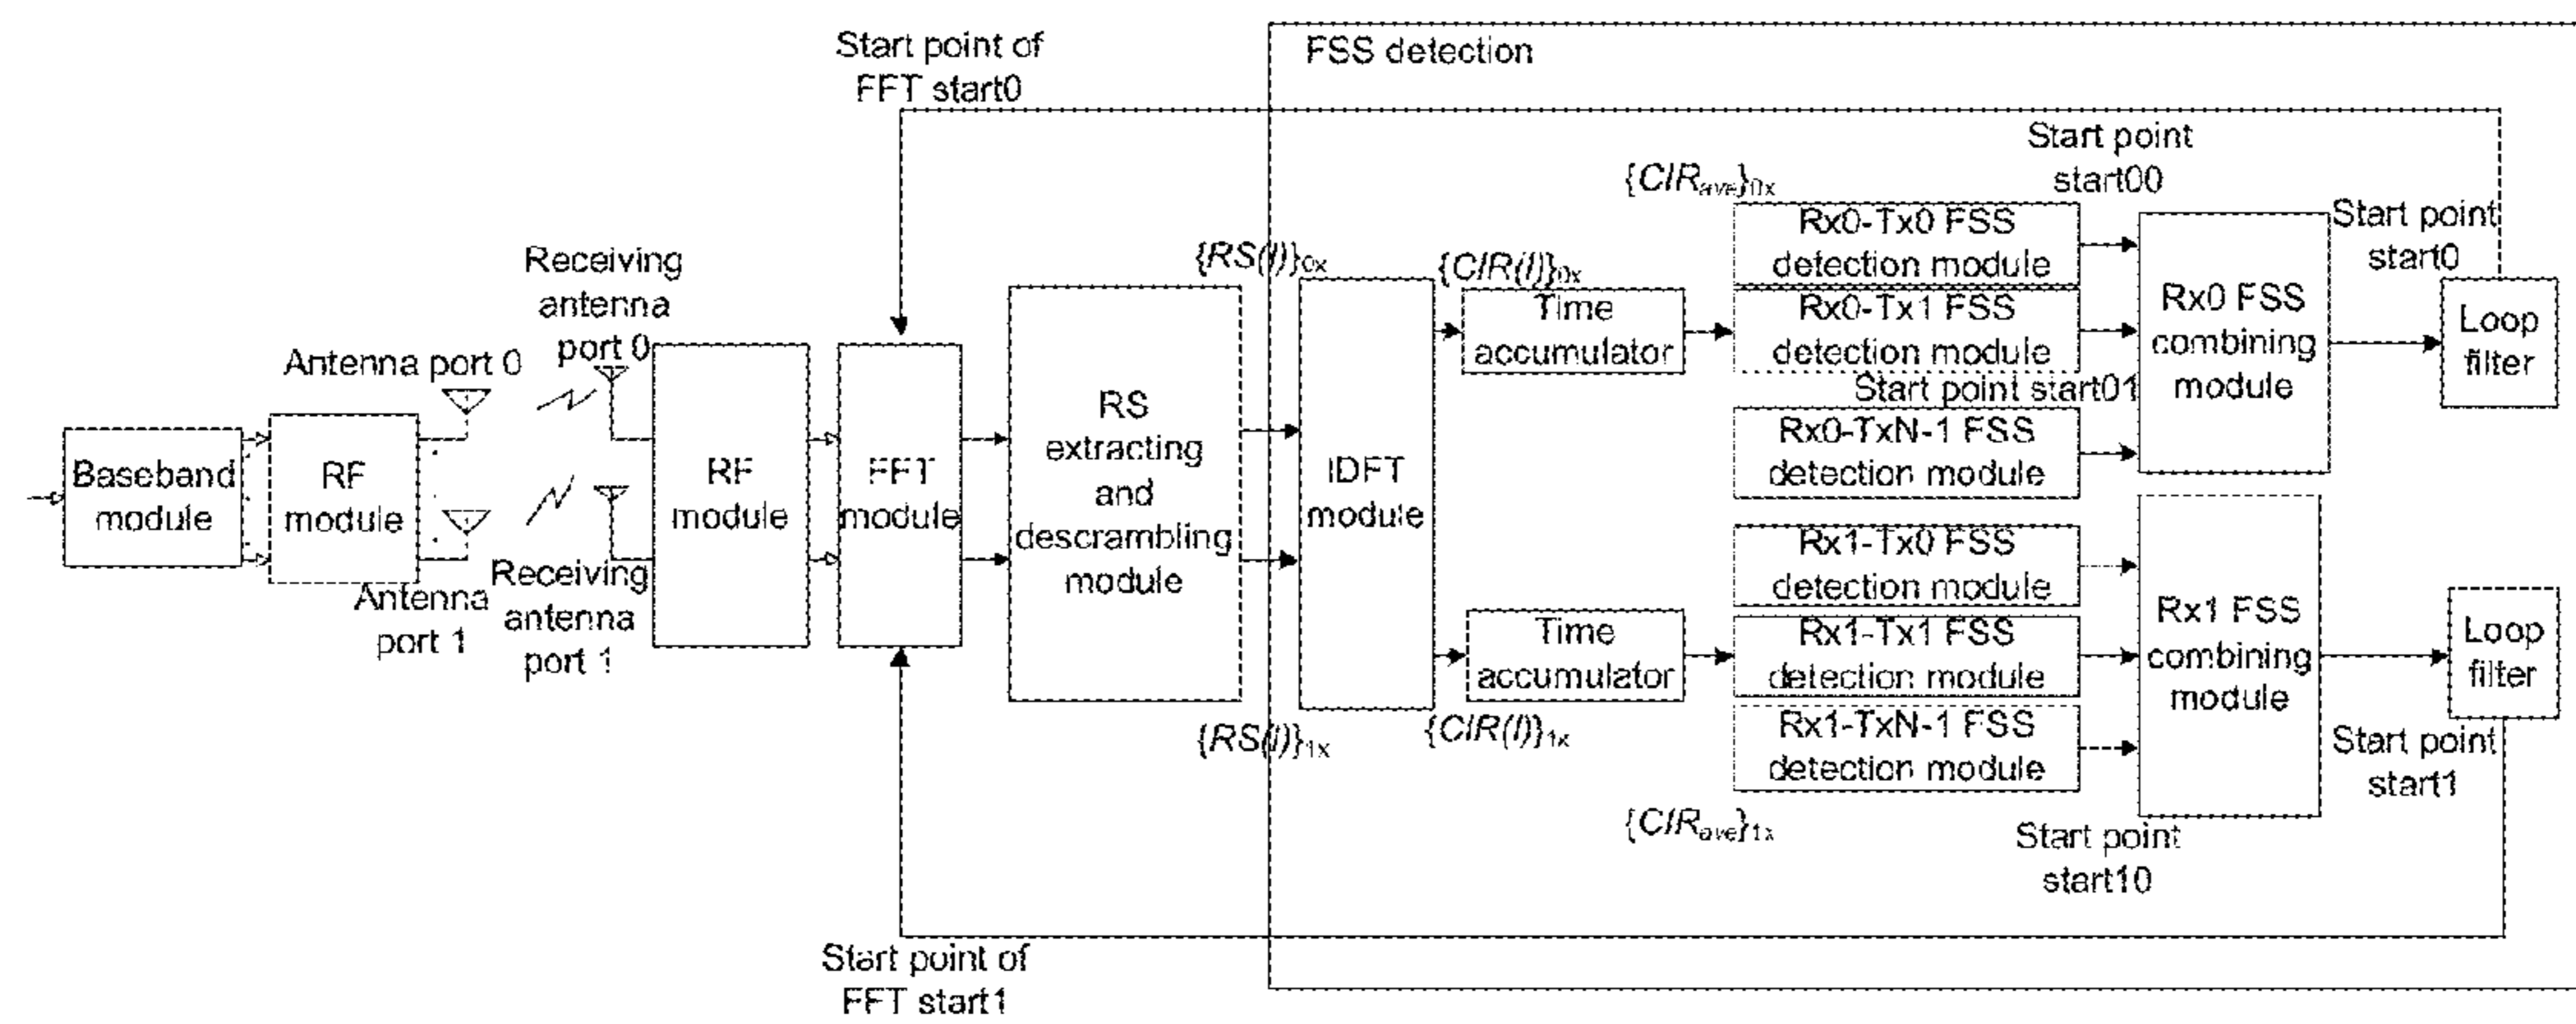 Start point of
FFT start0
FSS detection
Start point
start00
{CIRave}0x
Rx0-Tx0 FSS
detection module
Start point
start0
Receiving
antenna
port 0
{RS(l)}0x
{CIR(l)}0x
Time
accumulator
Rx0-Tx1 FSS
detection module
Rx0 FSS
combining
module
Loop
filter
Antenna port 0
Start point start01
RS
extracting
and
descrambling
module
Rx0-TxN-1 FSS
detection module
Baseband
module
RF
module
RF
module
FFT
module
IDFT
module
Rx1-Tx0 FSS
detection module
Receiving
antenna
port 1
Antenna
port 1
Time
accumulator
Rx1-Tx1 FSS
detection module
Rx1 FSS
combining
module
Loop
filter
{RS(l)}1x
{CIR(l)}1x
Rx1-TxN-1 FSS
detection module
Start point
start1
{CIRave}1x
Start point
start10
Start point of
FFT start1